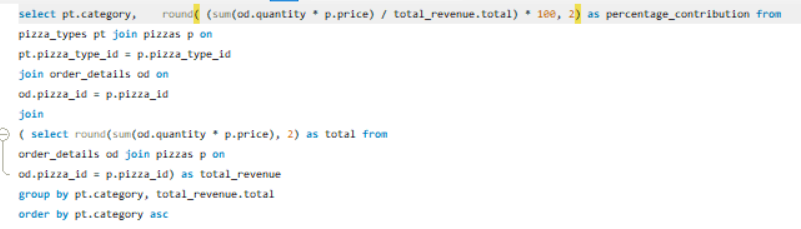 select pt.category,    round( (sum(od.quantity * p.price) / total_revenue.total) * 100, 2) as percentage_contribution from
pizza_types pt join pizzas p on
pt.pizza_type_id = p.pizza_type_id
join order_details od on
od.pizza_id = p.pizza_id
join
( select round(sum(od.quantity * p.price), 2) as total from
order_details od join pizzas p on
od.pizza_id = p.pizza_id) as total_revenue
group by pt.category, total_revenue.total
order by pt.category asc